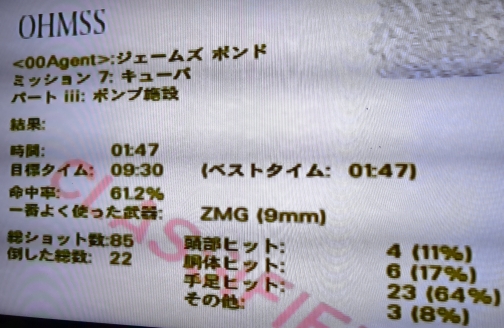 OHMSS
<00Agent>:ジェームズ ボンド
ミッション 7: キューバ
パート iii: ポンプ施設
結果:
時間: 01:47
目標タイム: 09:30 (ベストタイム: 01:47)
命中率: 61.2%
一番よく使った武器: ZMG (9mm)
総ショット数:85 頭部ヒット: 4 (11%)
倒した総数: 22 胴体ヒット: 6 (17%)
手足ヒット: 23 (64%)
その他: 3 (8%)
CLASSIFIE